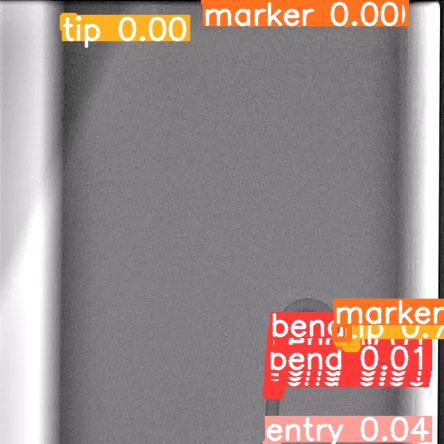 marker 0.00
tip 0.00
marker
bend tip 0.7
bend 0.01
entry 0.04